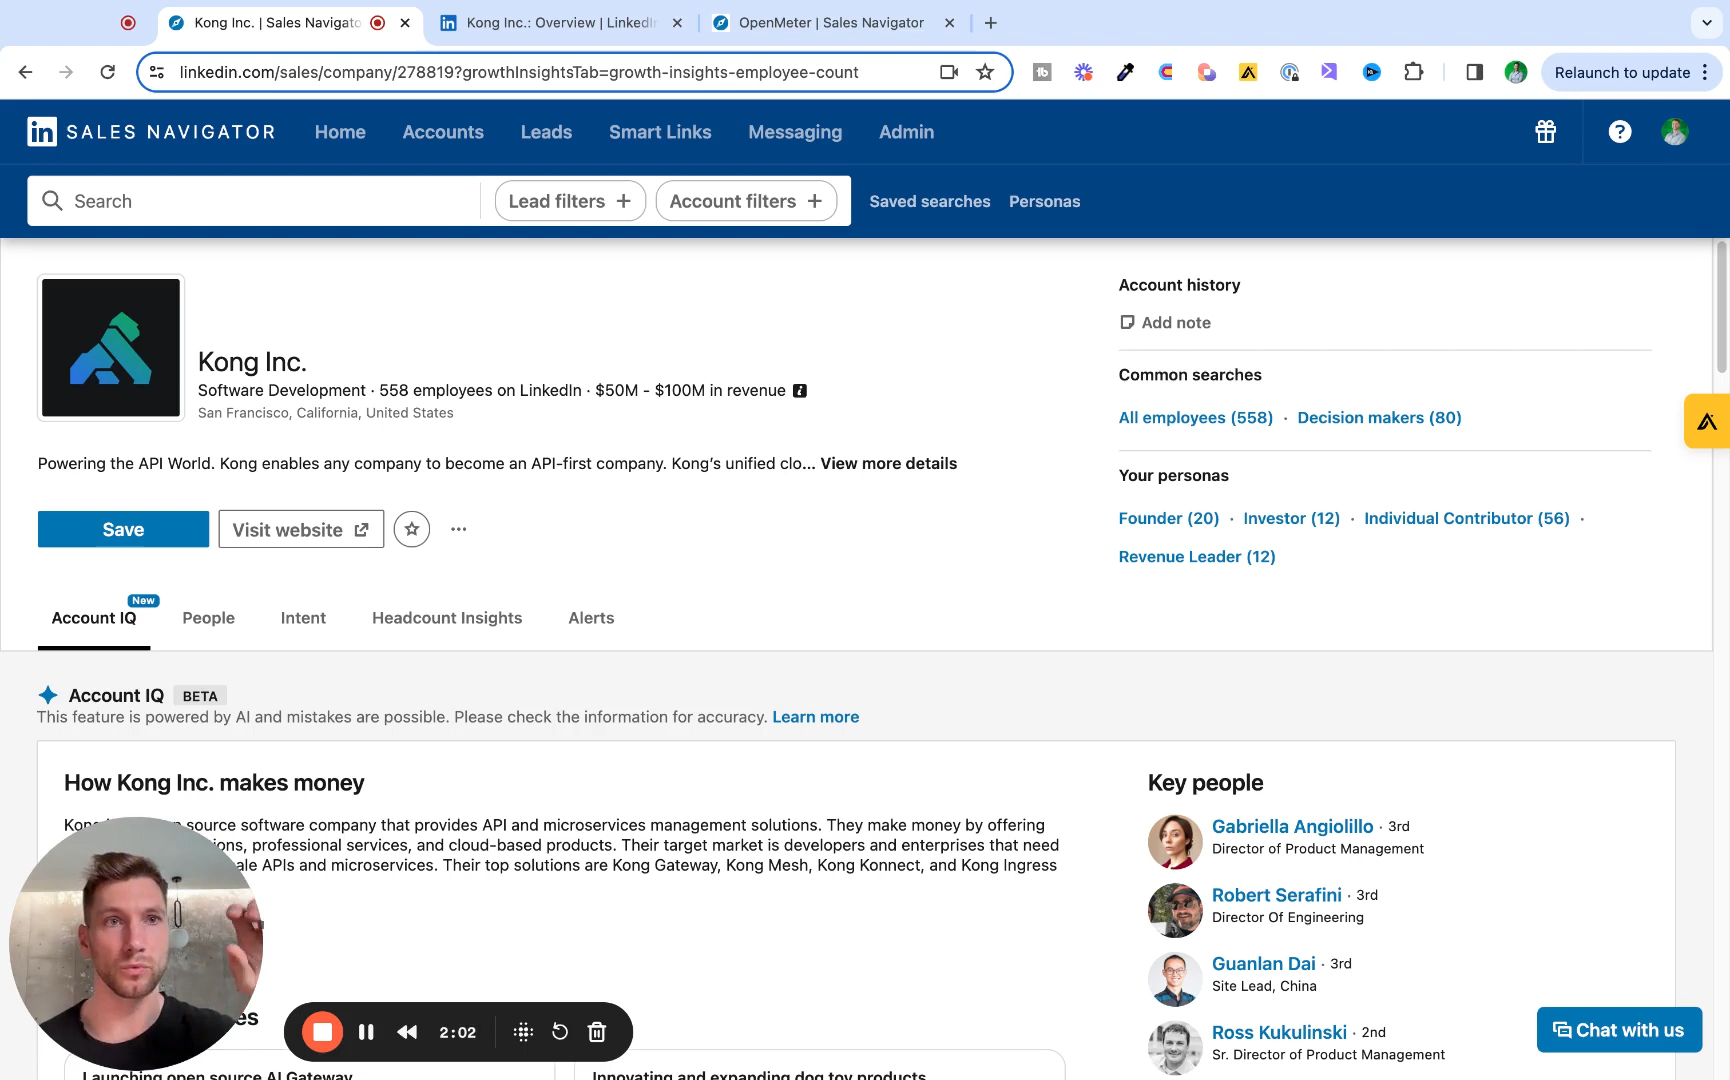 Kong Inc. | Sales Navigato
Kong Inc.: Overview | LinkedIn
OpenMeter | Sales Navigator
linkedin.com/sales/company/278819?growthInsightsTab=growth-insights-employee-count
Relaunch to update
in SALES NAVIGATOR
Home
Accounts
Leads
Smart Links
Messaging
Admin
Search
Lead filters +
Account filters +
Saved searches
Personas
Kong Inc.
Software Development · 558 employees on LinkedIn · $50M - $100M in revenue
San Francisco, California, United States
Powering the API World. Kong enables any company to become an API-first company. Kong's unified clo... View more details
Save
Visit website
Account history
Add note
Common searches
All employees (558) · Decision makers (80)
Your personas
Founder (20) · Investor (12) · Individual Contributor (56) ·
Revenue Leader (12)
New
Account IQ
People
Intent
Headcount Insights
Alerts
Account IQ BETA
This feature is powered by AI and mistakes are possible. Please check the information for accuracy. Learn more
How Kong Inc. makes money
source software company that provides API and microservices management solutions. They make money by offering
professional services, and cloud-based products. Their target market is developers and enterprises that need
APIs and microservices. Their top solutions are Kong Gateway, Kong Mesh, Kong Konnect, and Kong Ingress
Key people
Gabriella Angiolillo · 3rd
Director of Product Management
Robert Serafini · 3rd
Director Of Engineering
Guanlan Dai · 3rd
Site Lead, China
Ross Kukulinski · 2nd
Sr. Director of Product Management
2:02
Chat with us
Launching open source AI Gateway
Innovating and expanding dog toy products